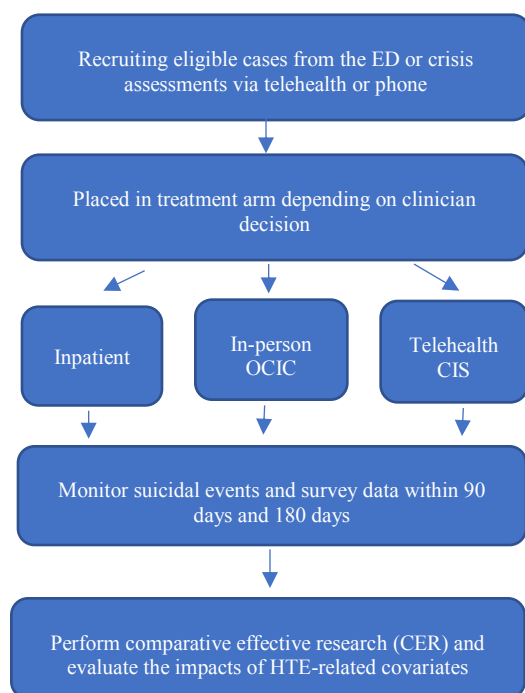 Recruiting eligible cases from the ED or crisis
assessments via telehealth or phone
Placed in treatment arm depending on clinician
decision
Inpatient
In-person
OCIC
Telehealth
CIS
Monitor suicidal events and survey data within 90
days and 180 days
Perform comparative effective research (CER) and
evaluate the impacts of HTE-related covariates